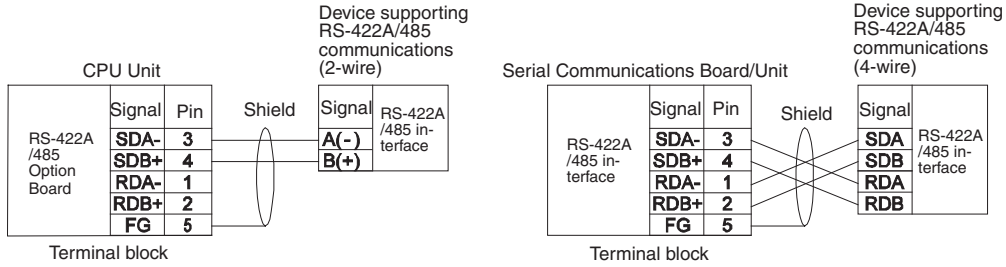 Device supporting
RS-422A/485
communications
(2-wire)
CPU Unit
Signal Pin
Shield
Signal
RS-422A
/485
Option
Board
SDA- 3
SDB+ 4
RDA- 1
RDB+ 2
FG 5
A(-)
B(+)
RS-422A
/485 in-
terface
Terminal block
Device supporting
RS-422A/485
communications
(4-wire)
Serial Communications Board/Unit
Signal Pin
Shield
Signal
RS-422A
/485 in-
terface
SDA- 3
SDB+ 4
RDA- 1
RDB+ 2
FG 5
SDA
SDB
RDA
RDB
RS-422A
/485 in-
terface
Terminal block